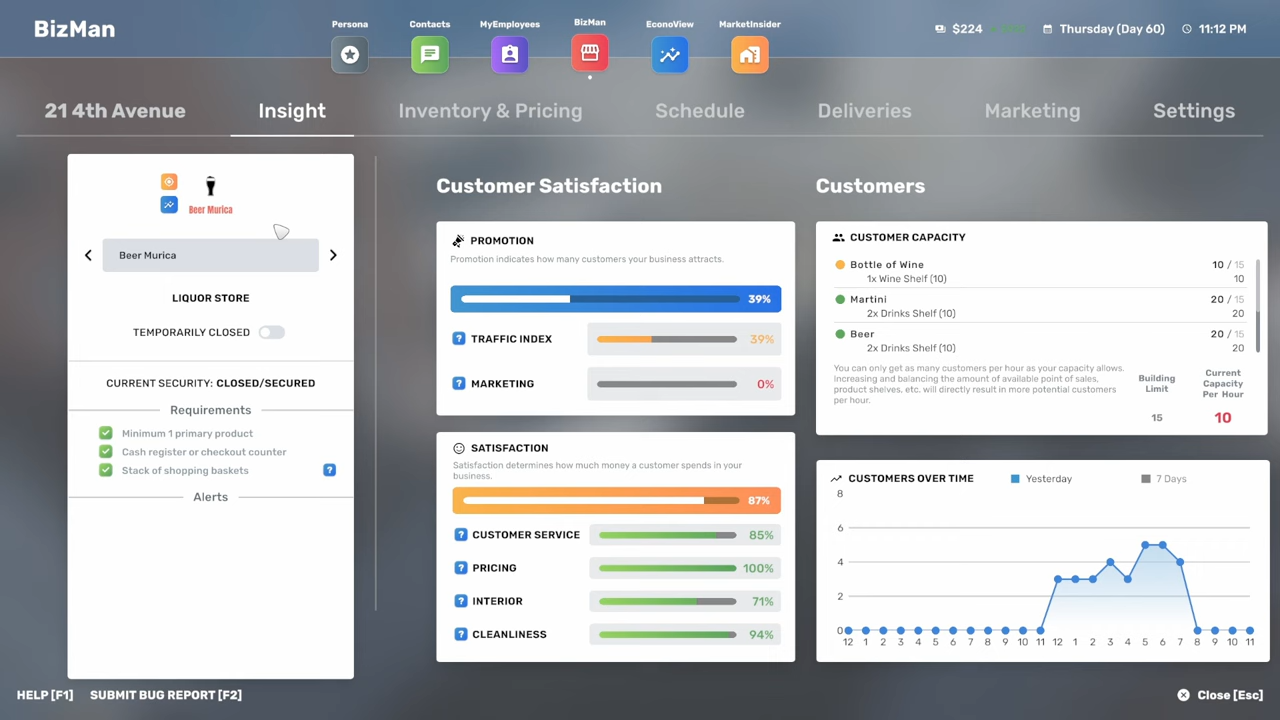 BizMan
Persona
Contacts
MyEmployees
BizMan
EconoView
MarketInsider
$224
Thursday (Day 60)
11:12 PM
21 4th Avenue
Insight
Inventory & Pricing
Schedule
Deliveries
Marketing
Settings
Beer Murica
Beer Murica
LIQUOR STORE
TEMPORARILY CLOSED
CURRENT SECURITY: CLOSED/SECURED
Requirements
Minimum 1 primary product
Cash register or checkout counter
Stack of shopping baskets
?
Alerts
Customer Satisfaction
PROMOTION
Promotion indicates how many customers your business attracts.
39%
? TRAFFIC INDEX 39%
? MARKETING 0%
SATISFACTION
Satisfaction determines how much money a customer spends in your
business.
87%
? CUSTOMER SERVICE 85%
? PRICING 100%
? INTERIOR 71%
? CLEANLINESS 94%
Customers
CUSTOMER CAPACITY
Bottle of Wine 10 / 15
1x Wine Shelf (10) 10
Martini 20 / 15
2x Drinks Shelf (10) 20
Beer 20 / 15
2x Drinks Shelf (10) 20
You can only get as many customers per hour as your capacity allows.
Increasing and balancing the amount of available point of sales,
product shelves, etc. will directly result in more potential customers
per hour.
Building
Limit
15
Current
Capacity
Per Hour
10
CUSTOMERS OVER TIME
Yesterday
7 Days
8
6
4
2
0
12 1 2 3 4 5 6 7 8 9 10 11 12 1 2 3 4 5 6 7 8 9 10 11
HELP [F1]
SUBMIT BUG REPORT [F2]
Close [Esc]